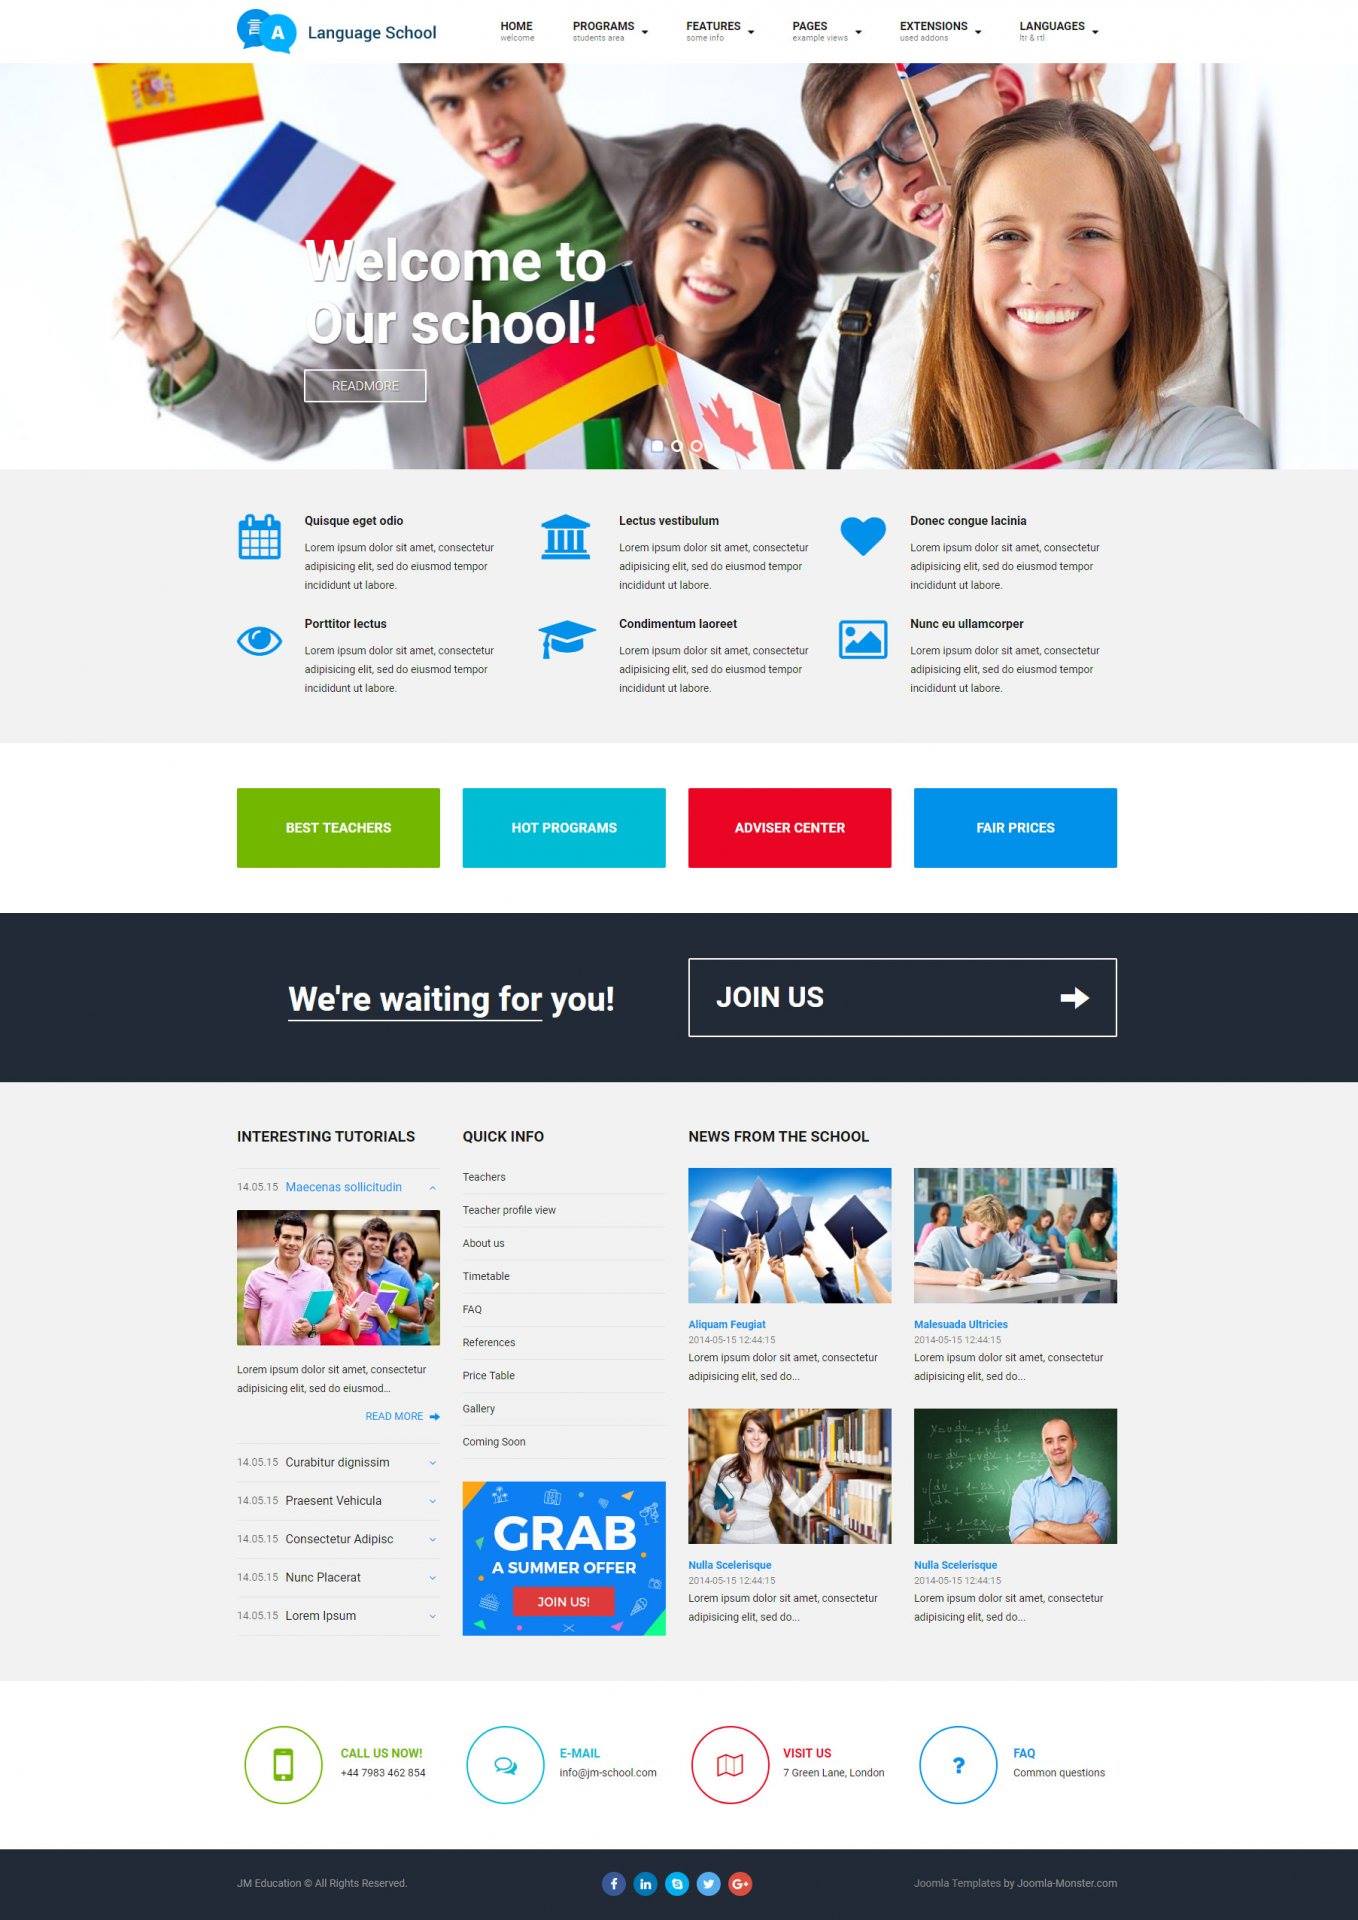 A Language School
HOME
welcome
PROGRAMS
students area
FEATURES
some info
PAGES
example views
EXTENSIONS
used addons
LANGUAGES
ltr & rtl
Welcome to
Our school!
READMORE
Quisque eget odio
Lorem ipsum dolor sit amet, consectetur
adipisicing elit, sed do eiusmod tempor
incididunt ut labore.
Lectus vestibulum
Lorem ipsum dolor sit amet, consectetur
adipisicing elit, sed do eiusmod tempor
incididunt ut labore.
Donec congue lacinia
Lorem ipsum dolor sit amet, consectetur
adipisicing elit, sed do eiusmod tempor
incididunt ut labore.
Porttitor lectus
Lorem ipsum dolor sit amet, consectetur
adipisicing elit, sed do eiusmod tempor
incididunt ut labore.
Condimentum laoreet
Lorem ipsum dolor sit amet, consectetur
adipisicing elit, sed do eiusmod tempor
incididunt ut labore.
Nunc eu ullamcorper
Lorem ipsum dolor sit amet, consectetur
adipisicing elit, sed do eiusmod tempor
incididunt ut labore.
BEST TEACHERS
HOT PROGRAMS
ADVISER CENTER
FAIR PRICES
We're waiting for you!
JOIN US
INTERESTING TUTORIALS
14.05.15 Maecenas sollicitudin
Lorem ipsum dolor sit amet, consectetur
adipisicing elit, sed do eiusmod...
READ MORE
14.05.15 Curabitur dignissim
14.05.15 Praesent Vehicula
14.05.15 Consectetur Adipisc
14.05.15 Nunc Placerat
14.05.15 Lorem Ipsum
QUICK INFO
Teachers
Teacher profile view
About us
Timetable
FAQ
References
Price Table
Gallery
Coming Soon
GRAB
A SUMMER OFFER
JOIN US!
NEWS FROM THE SCHOOL
Aliquam Feugiat
2014-05-15 12:44:15
Lorem ipsum dolor sit amet, consectetur
adipisicing elit, sed do...
Malesuada Ultricies
2014-05-15 12:44:15
Lorem ipsum dolor sit amet, consectetur
adipisicing elit, sed do...
Nulla Scelerisque
2014-05-15 12:44:15
Lorem ipsum dolor sit amet, consectetur
adipisicing elit, sed do...
Nulla Scelerisque
2014-05-15 12:44:15
Lorem ipsum dolor sit amet, consectetur
adipisicing elit, sed do...
CALL US NOW!
+44 7983 462 854
E-MAIL
info@jm-school.com
VISIT US
7 Green Lane, London
?
FAQ
Common questions
JM Education © All Rights Reserved.
f in S G+
Joomla Templates by Joomla-Monster.com